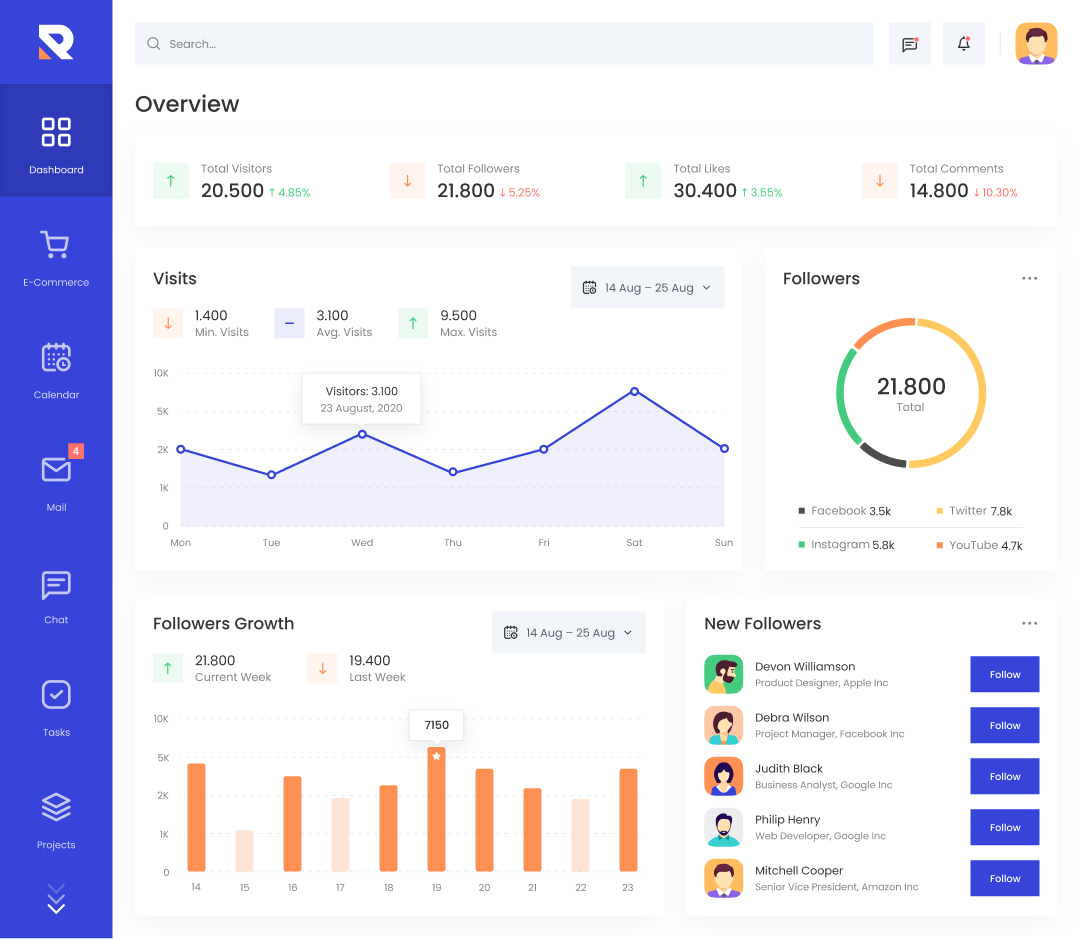 Search...
Overview
Dashboard
E-Commerce
Calendar
4
Mail
Chat
Tasks
Projects
Total Visitors
20.500 ↑ 4.85%
Total Followers
21.800 ↓ 5.25%
Total Likes
30.400 ↑ 3.55%
Total Comments
14.800 ↓ 10.30%
Visits
14 Aug – 25 Aug
1.400
Min. Visits
3.100
Avg. Visits
9.500
Max. Visits
10K
5K
2K
1K
0
Visitors: 3.100
23 August, 2020
Mon Tue Wed Thu Fri Sat Sun
Followers
21.800
Total
Facebook 3.5k
Twitter 7.8k
Instagram 5.8k
YouTube 4.7k
Followers Growth
14 Aug – 25 Aug
21.800
Current Week
19.400
Last Week
10K
5K
2K
1K
0
7150
14 15 16 17 18 19 20 21 22 23
New Followers
Devon Williamson
Product Designer, Apple Inc
Follow
Debra Wilson
Project Manager, Facebook Inc
Follow
Judith Black
Business Analyst, Google Inc
Follow
Philip Henry
Web Developer, Google Inc
Follow
Mitchell Cooper
Senior Vice President, Amazon Inc
Follow